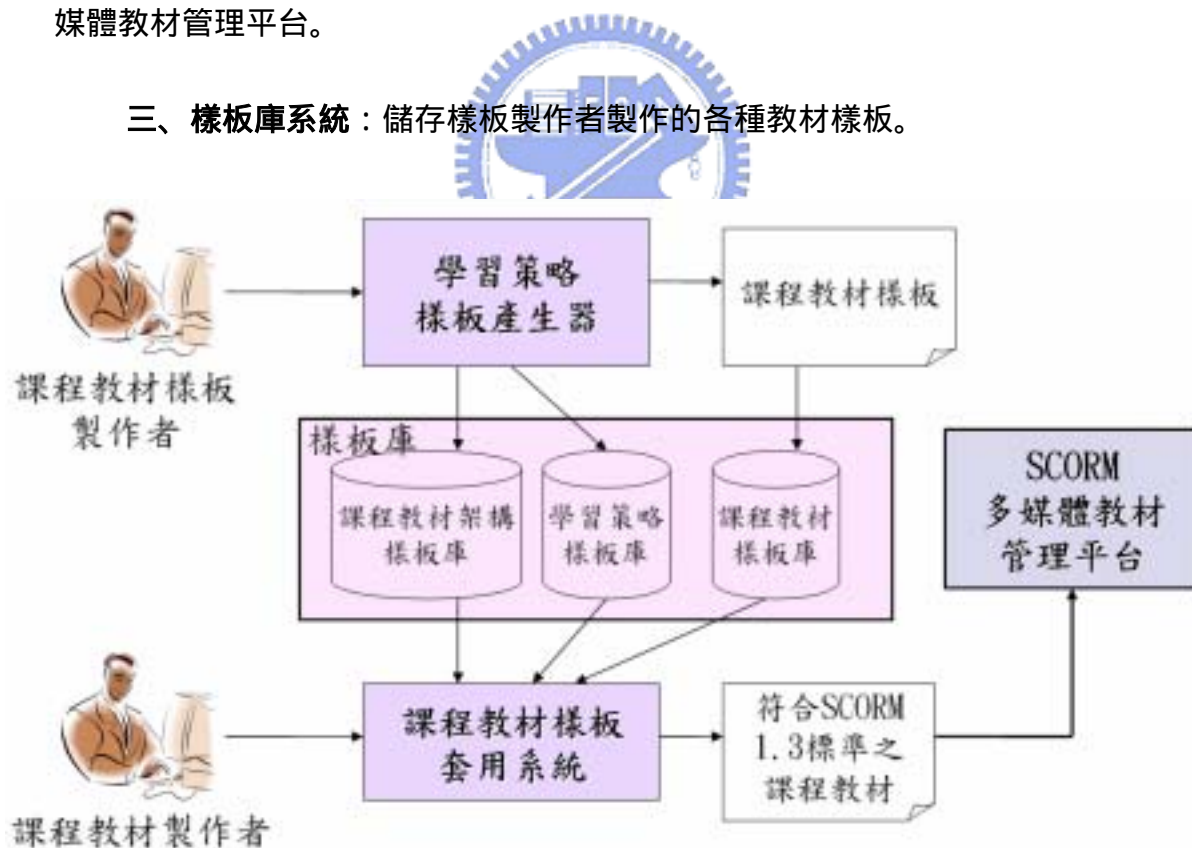 媒體教材管理平台。
三、樣板庫系統：儲存樣板製作者製作的各種教材樣板。
學習策略
樣板產生器
課程教材樣板
課程教材樣板
製作者
樣板庫
課程教材架構
樣板庫
學習策略
樣板庫
課程教材
樣板庫
SCORM
多媒體教材
管理平台
課程教材樣板
套用系統
符合SCORM
1.3標準之
課程教材
課程教材製作者